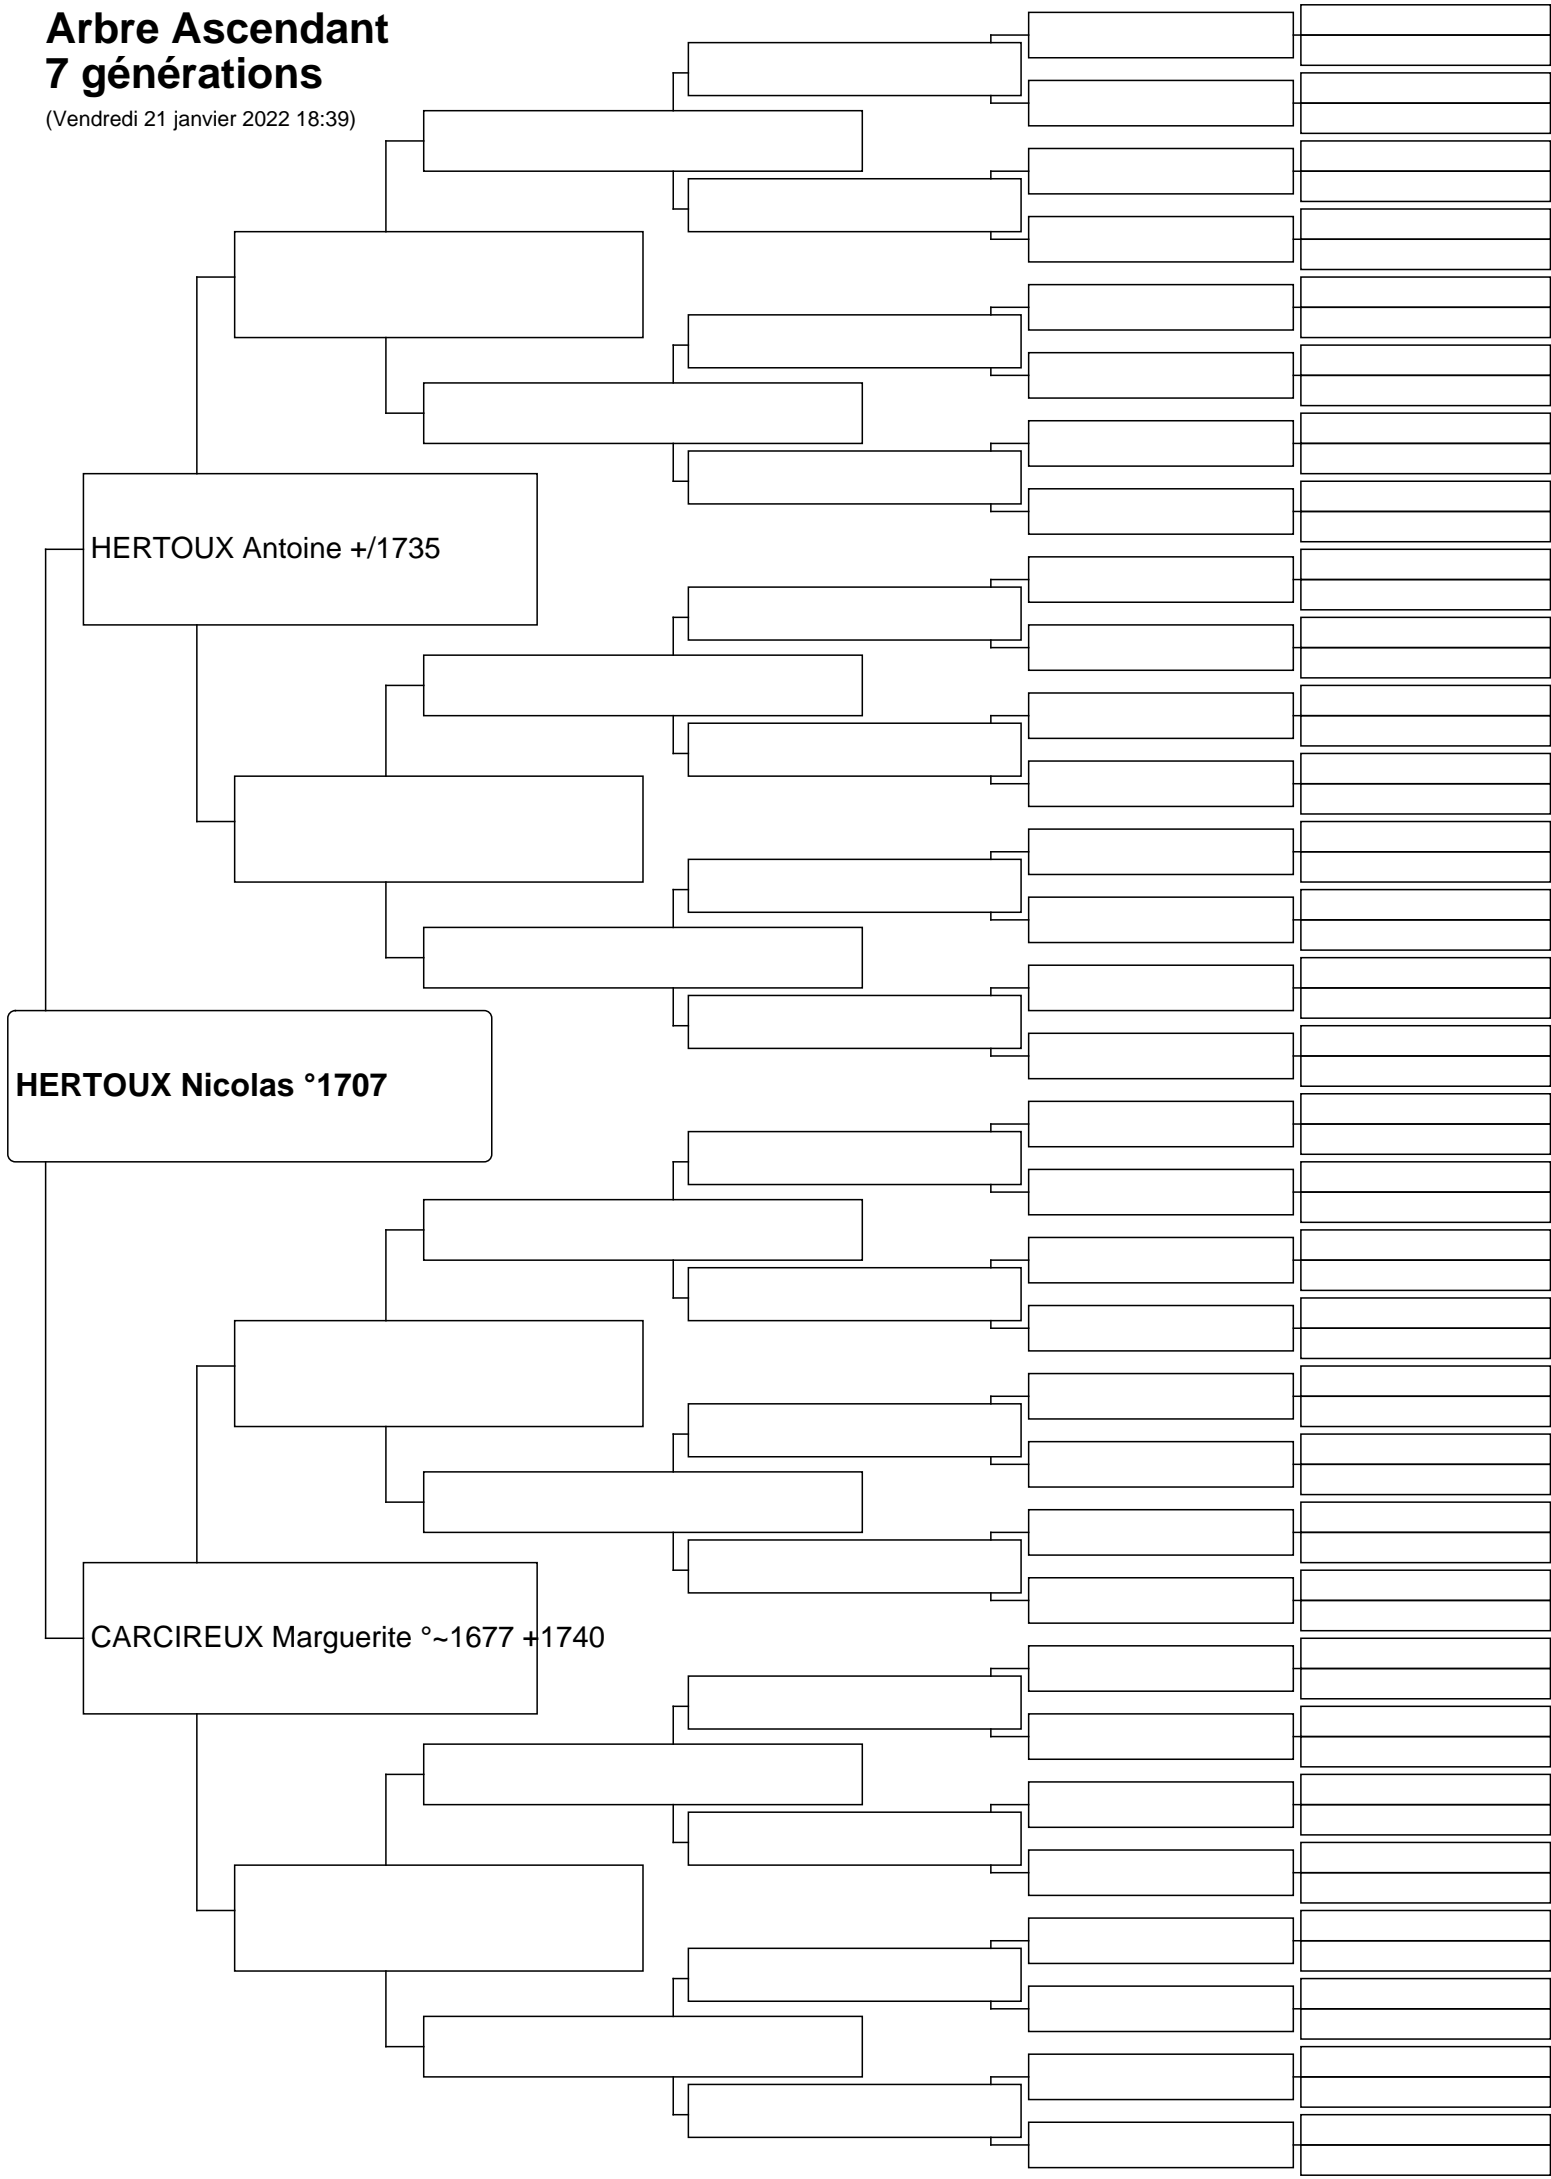 Arbre Ascendant
7 générations
(Vendredi 21 janvier 2022 18:39)
HERTOUX Antoine +/1735
HERTOUX Nicolas °1707
CARCIREUX Marguerite °~1677 +1740